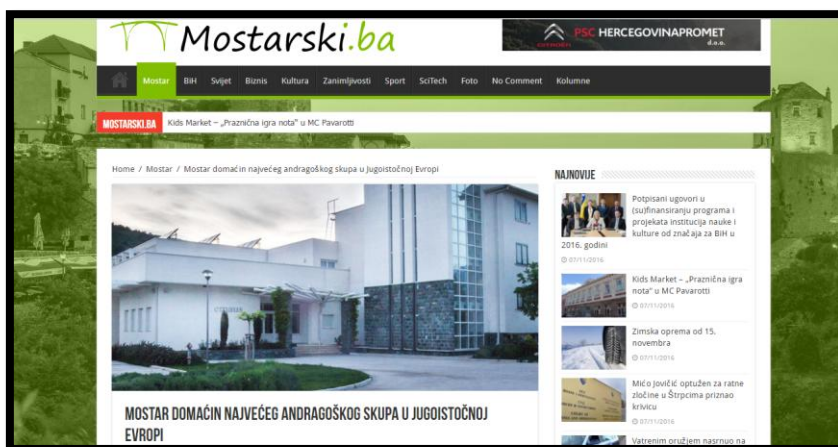 Mostarski.ba
CITROËN PSC HERCEGOVINAPROMET
d.o.o.
Mostar BiH Svijet Biznis Kultura Zanimljivosti Sport SciTech Foto No Comment Kolumne
MOSTARSKI.BA Kids Market – „Praznična igra nota“ u MC Pavarotti
Home / Mostar / Mostar domaćin najvećeg andragoškog skupa u Jugoistočnoj Evropi
MOSTAR DOMAĆIN NAJVEĆEG ANDRAGOŠKOG SKUPA U JUGOISTOČNOJ
EVROPI
NAJNOVIJE
Potpisani ugovori u
(su)finansiranju programa i
projekata institucija nauke i
kulture od značaja za BiH u
2016. godini
07/11/2016
Kids Market – „Praznična igra
nota“ u MC Pavarotti
07/11/2016
Zimska oprema od 15.
novembra
07/11/2016
Mićo Jovičić optužen za ratne
zločine u Štrpcima priznao
krivicu
07/11/2016
Vatrenim oružjem nasrnuo na